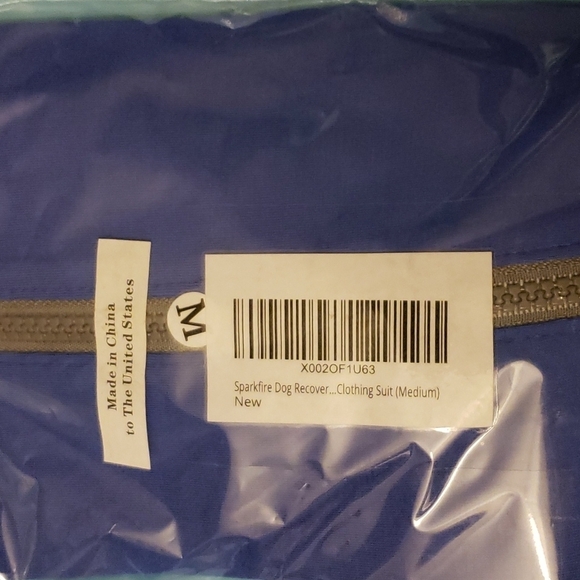 Made in China
to The United States
M
X002OF1U63
Sparkfire Dog Recover...Clothing Suit (Medium)
New